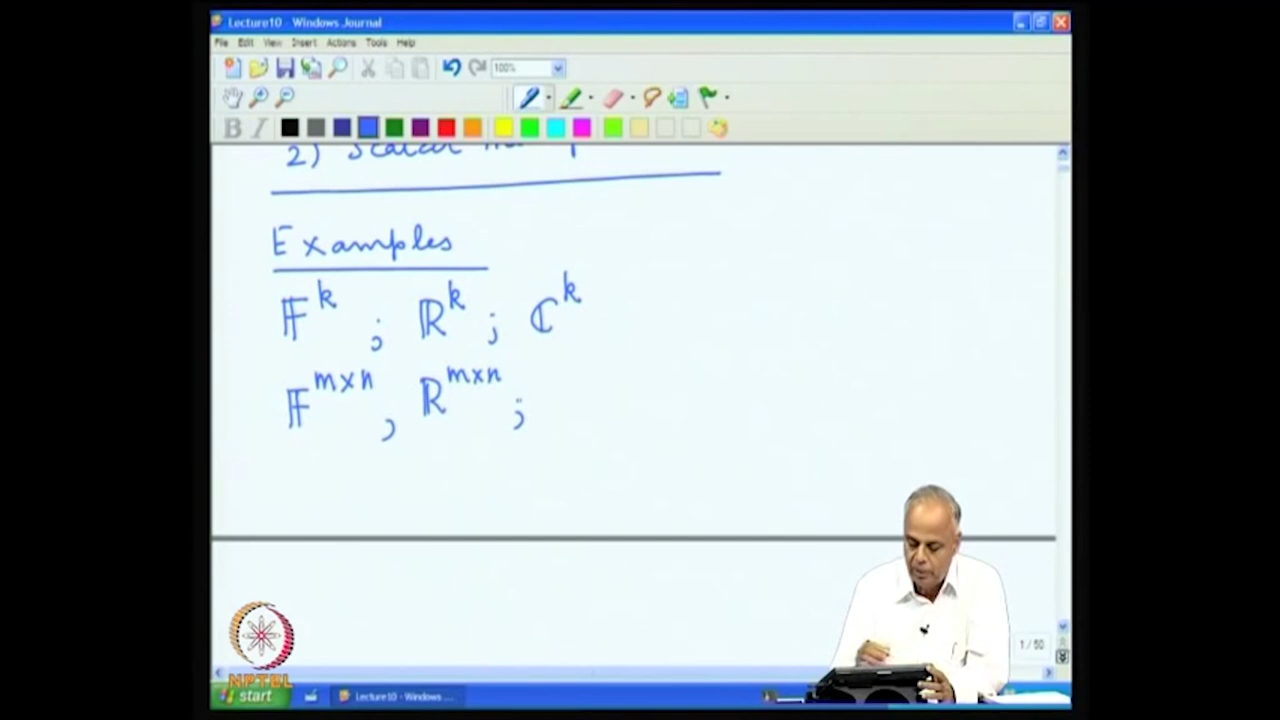 Lecture10 - Windows Journal
File Edit View Insert Actions Tools Help
100%
B I
2) Scalar
Examples
𝔽^k ; ℝ^k ; ℂ^k
𝔽^{m×n} , ℝ^{m×n} ;
1 / 50
NPTEL
start Lecture10 - Windows ...